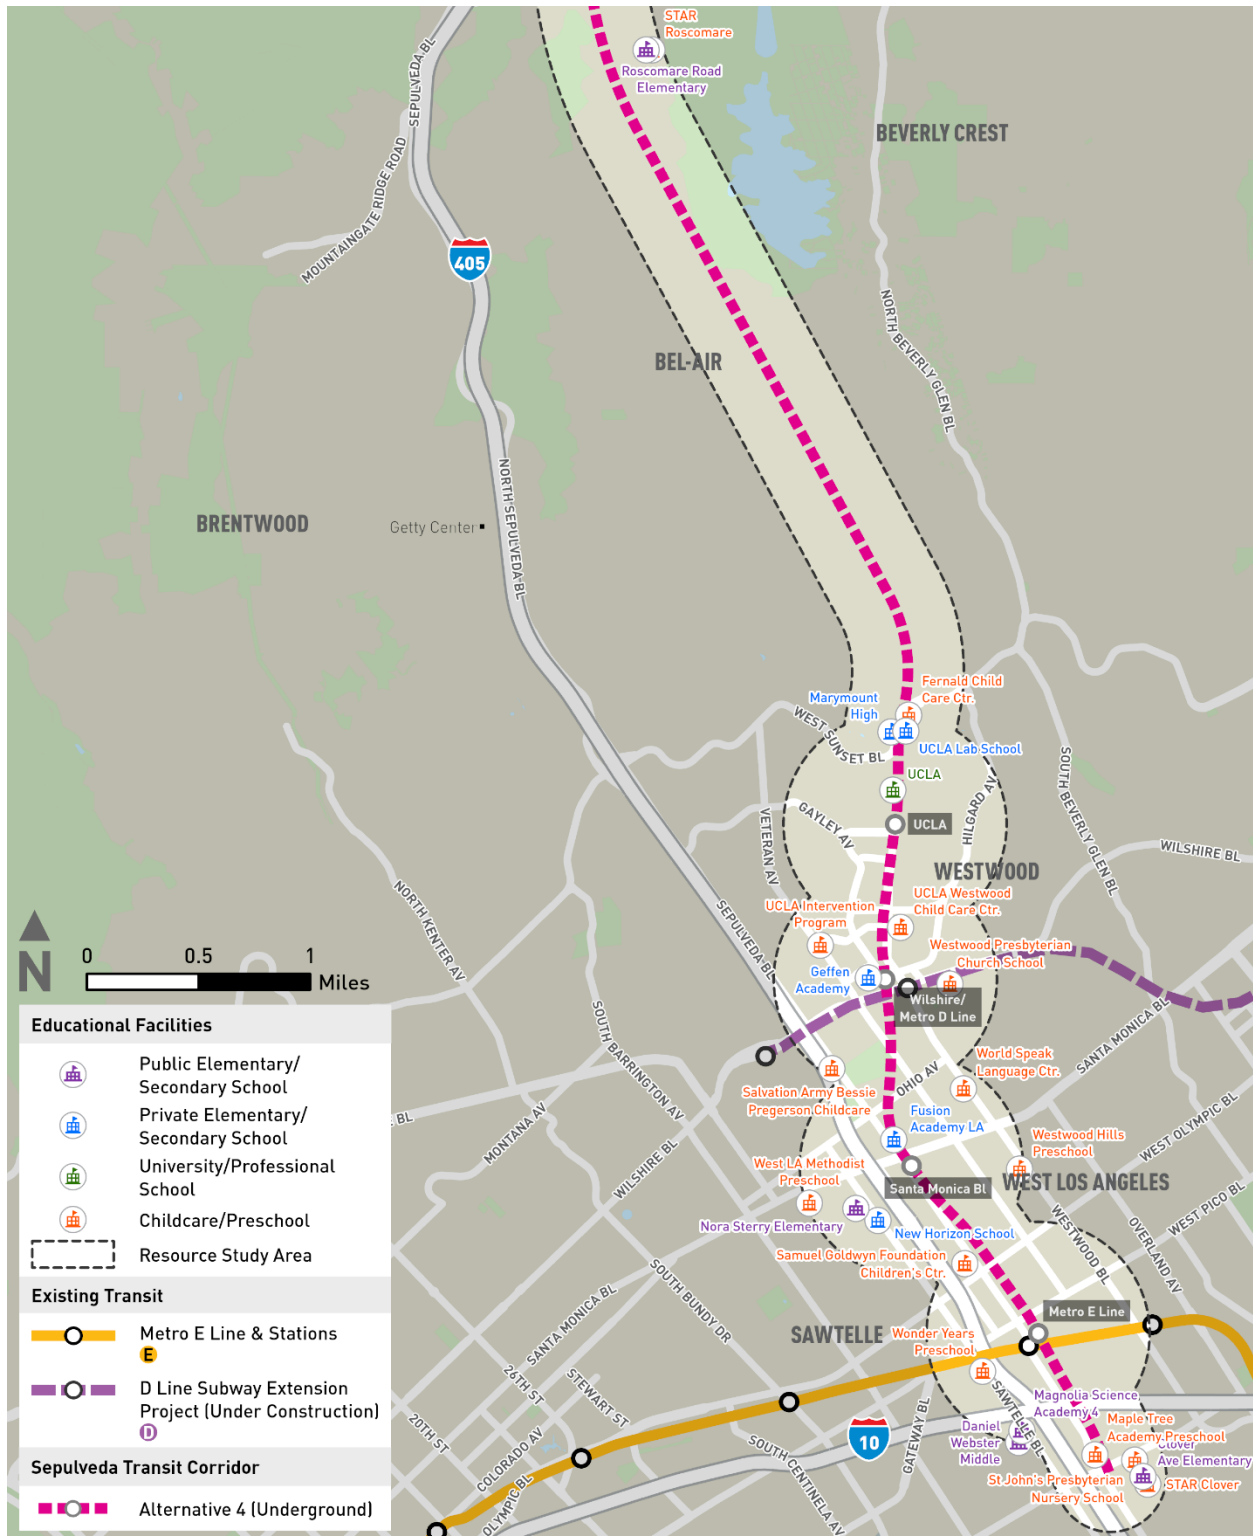 STAR
Roscomare
Roscomare Road
Elementary
SEPULVEDA BL
BEVERLY CREST
MOUNTAINGATE RIDGE ROAD
405
NORTH BEVERLY GLEN BL
BEL-AIR
NORTH SEPULVEDA BL
BRENTWOOD
Getty Center
Fernald Child
Care Ctr.
Marymount
High
WEST SUNSET BL
UCLA Lab School
UCLA
SOUTH BEVERLY GLEN BL
VETERAN AV
GAYLEY AV
UCLA
HILGARD AV
WILSHIRE BL
WESTWOOD
NORTH KENTER AV
SEPULVEDA BL
UCLA Intervention
Program
UCLA Westwood
Child Care Ctr.
Westwood Presbyterian
Church School
Geffen
Academy
Wilshire/
Metro D Line
N
0 0.5 1
Miles
SOUTH BARRINGTON AV
SANTA MONICA BL
World Speak
Language Ctr.
OHIO AV
Salvation Army Bessie
Pregerson Childcare
Fusion
Academy LA
BL
MONTANA AV
WILSHIRE BL
WEST OLYMPIC BL
Westwood Hills
Preschool
West LA Methodist
Preschool
Santa Monica Bl
WEST LOS ANGELES
WEST PICO BL
Nora Sterry Elementary
New Horizon School
WESTWOOD BL
OVERLAND AV
Samuel Goldwyn Foundation
Children's Ctr.
SOUTH BUNDY DR
SANTA MONICA BL
Metro E Line
SAWTELLE
Wonder Years
Preschool
26TH ST
STEWART ST
20TH ST
COLORADO AV
OLYMPIC BL
SAWTELLE BL
GATEWAY BL
10
SOUTH CENTINELA AV
Magnolia Science
Academy 4
Daniel
Webster
Middle
Maple Tree
Academy Preschool
Clover
Ave Elementary
St John's Presbyterian
Nursery School
STAR Clover
Educational Facilities
Public Elementary/
Secondary School
Private Elementary/
Secondary School
University/Professional
School
Childcare/Preschool
Resource Study Area
Existing Transit
Metro E Line & Stations
E
D Line Subway Extension
Project (Under Construction)
D
Sepulveda Transit Corridor
Alternative 4 (Underground)